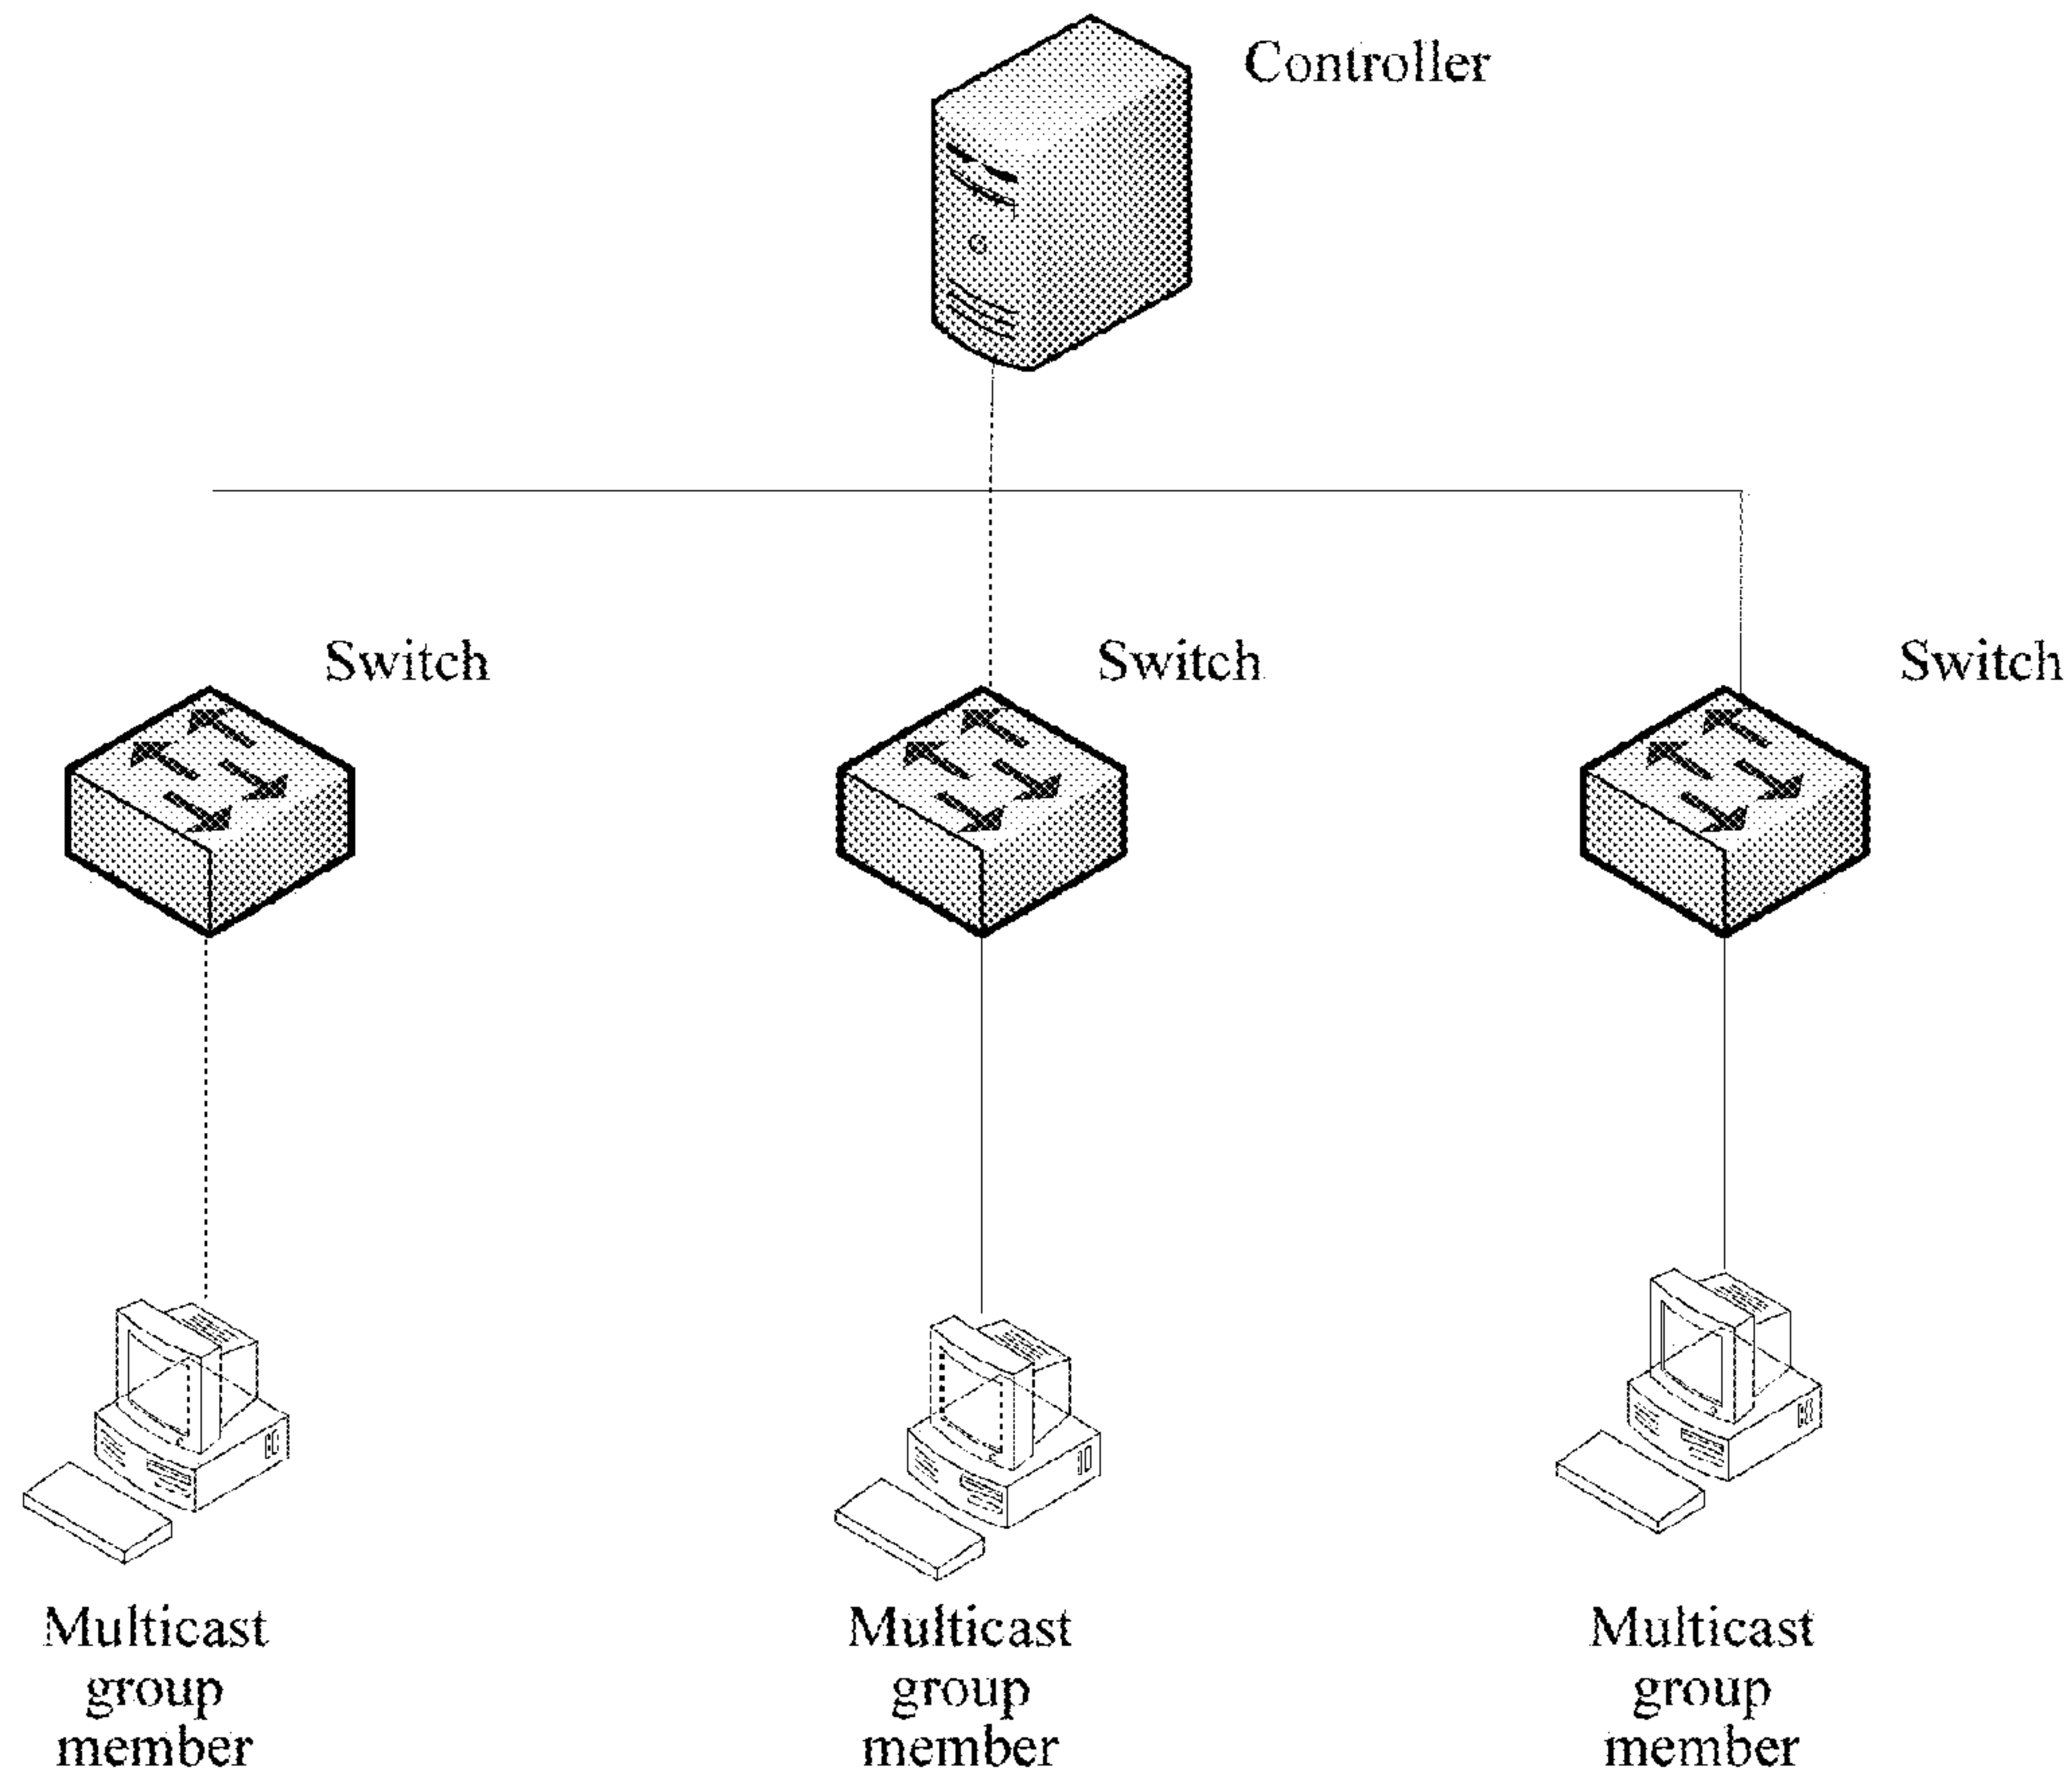 Controller
Switch
Switch
Switch
Multicast
group
member
Multicast
group
member
Multicast
group
member